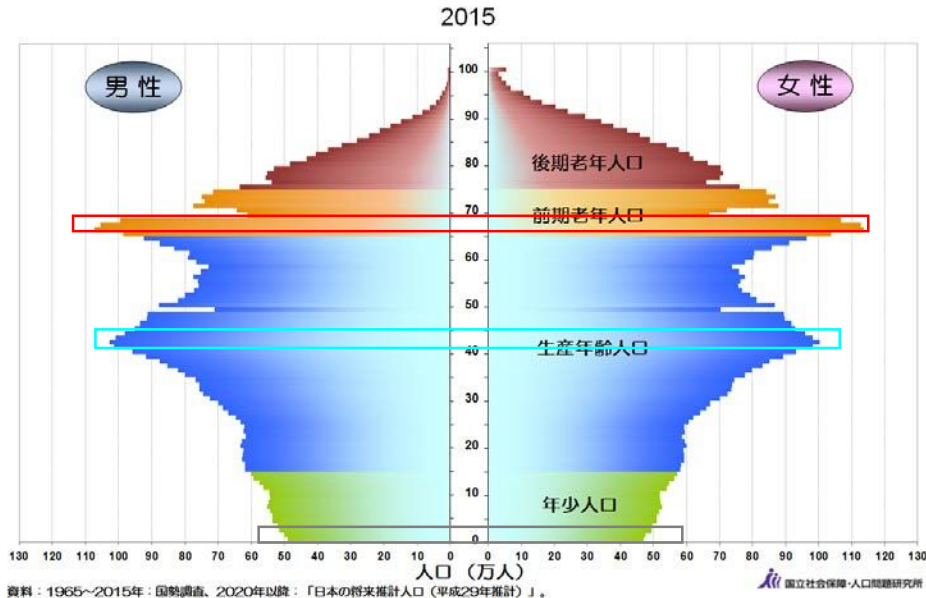 2015
男性
女性
100
90
後期老年人口
80
70
前期老年人口
60
50
40
生産年齢人口
30
20
10
年少人口
0
130 120 110 100 90 80 70 60 50 40 30 20 10 0 0 10 20 30 40 50 60 70 80 90 100 110 120 130
人口 (万人)
資料：1965～2015年：国勢調査、2020年以降：「日本の将来推計人口（平成29年推計）」。
国立社会保障・人口問題研究所